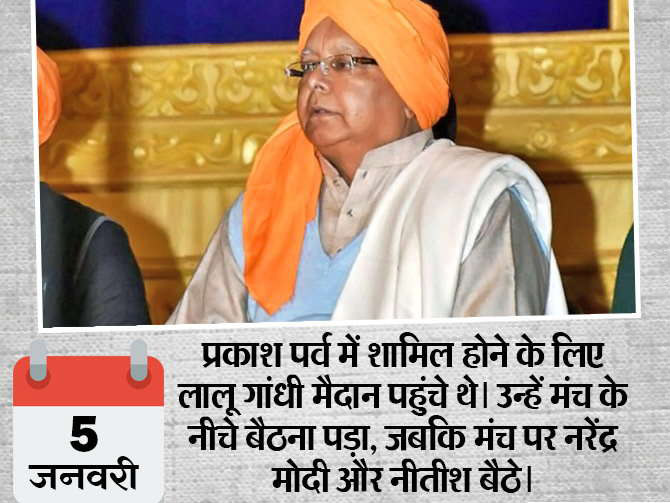 प्रकाश पर्व में शामिल होने के लिए
लालू गांधी मैदान पहुंचे थे। उन्हें मंच के
नीचे बैठना पड़ा, जबकि मंच पर नरेंद्र
मोदी और नीतीश बैठे।
5
जनवरी